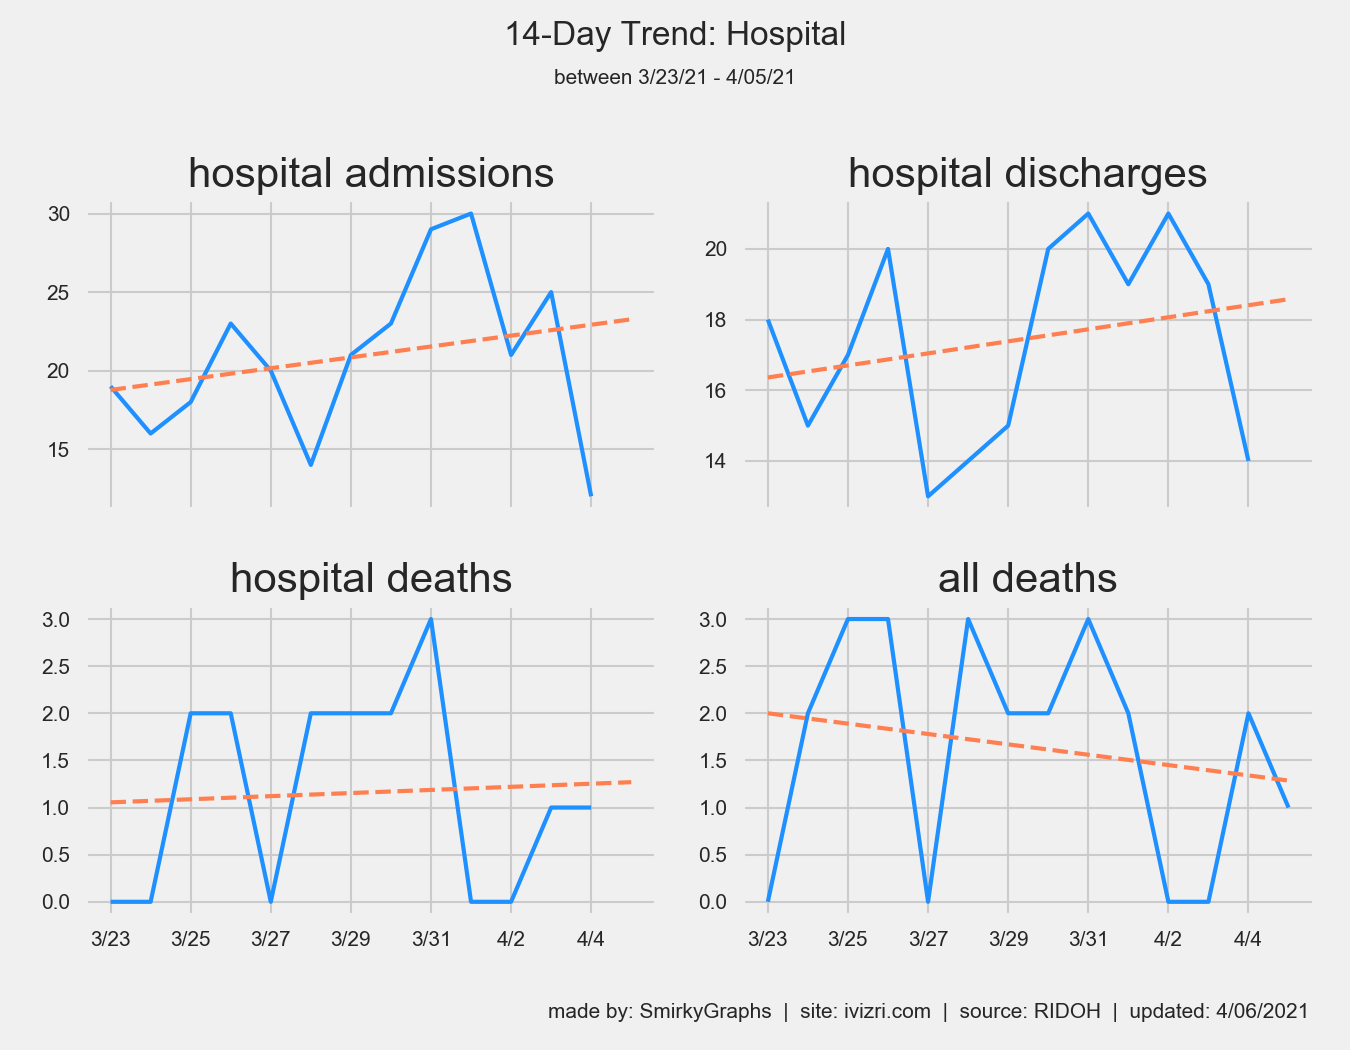 14-Day Trend: Hospital
between 3/23/21 - 4/05/21
hospital admissions
30
25
20
15
hospital discharges
20
18
16
14
hospital deaths
3.0
2.5
2.0
1.5
1.0
0.5
0.0
3/23 3/25 3/27 3/29 3/31 4/2 4/4
all deaths
3.0
2.5
2.0
1.5
1.0
0.5
0.0
3/23 3/25 3/27 3/29 3/31 4/2 4/4
made by: SmirkyGraphs | site: ivizri.com | source: RIDOH | updated: 4/06/2021